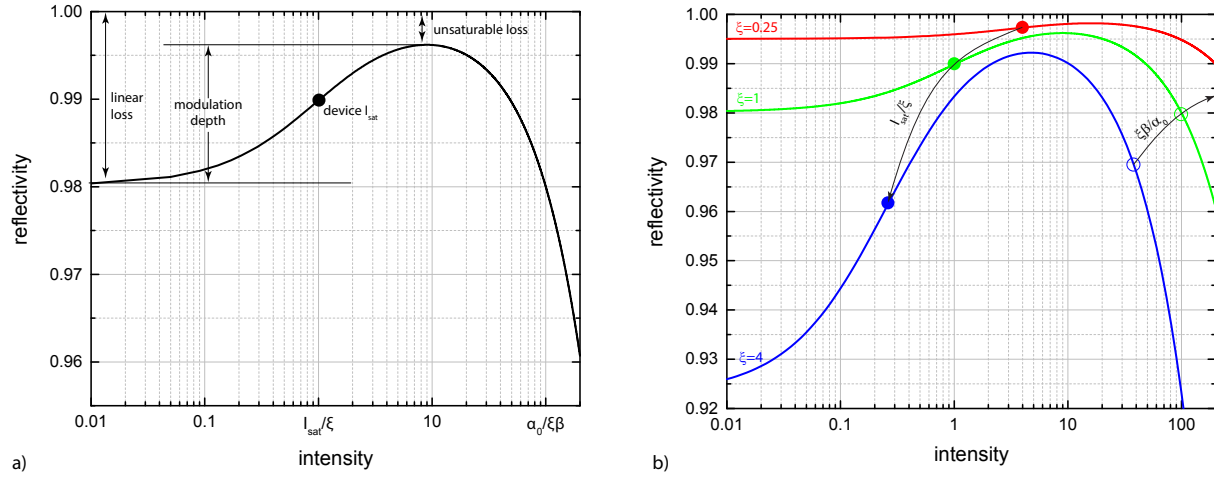 1.00
0.99
0.98
0.97
0.96
reflectivity
linear
loss
modulation
depth
unsaturable loss
device I_sat
0.01
0.1
I_sat/ξ
10
α_0/ξβ
intensity
a)
1.00
0.99
0.98
0.97
0.96
0.95
0.94
0.93
0.92
reflectivity
ξ=0.25
ξ=1
ξ=4
I_sat/ξ
ξβ/α_0
0.01
0.1
1
10
100
intensity
b)